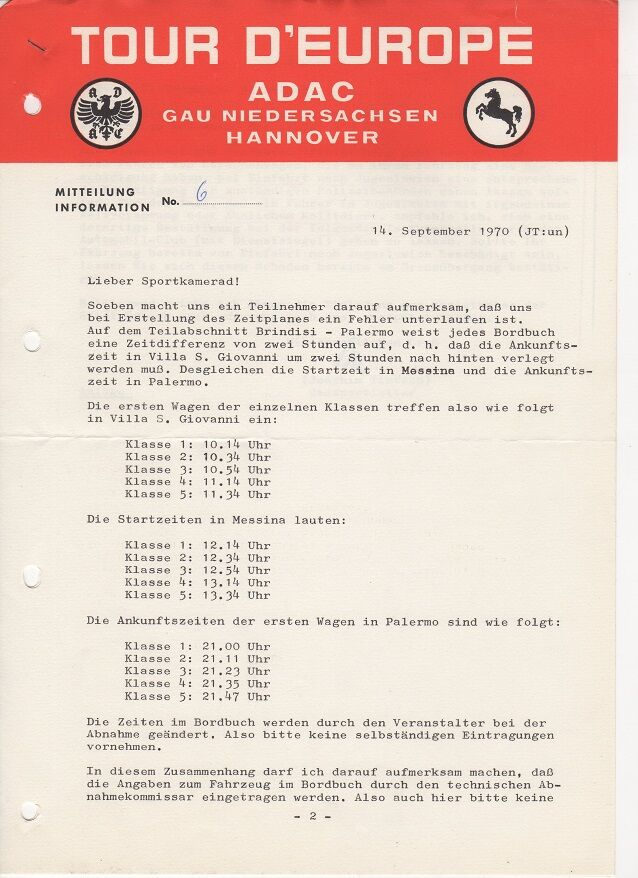 TOUR D'EUROPE
ADAC
GAU NIEDERSACHSEN
HANNOVER
A D
A C
MITTEILUNG
INFORMATION No. 6
14. September 1970 (JT:un)
Lieber Sportkamerad!
Soeben macht uns ein Teilnehmer darauf aufmerksam, daß uns
bei Erstellung des Zeitplanes ein Fehler unterlaufen ist.
Auf dem Teilabschnitt Brindisi - Palermo weist jedes Bordbuch
eine Zeitdifferenz von zwei Stunden auf, d. h. daß die Ankunfts-
zeit in Villa S. Giovanni um zwei Stunden nach hinten verlegt
werden muß. Desgleichen die Startzeit in Messina und die Ankunfts-
zeit in Palermo.
Die ersten Wagen der einzelnen Klassen treffen also wie folgt
in Villa S. Giovanni ein:
Klasse 1: 10.14 Uhr
Klasse 2: 10.34 Uhr
Klasse 3: 10.54 Uhr
Klasse 4: 11.14 Uhr
Klasse 5: 11.34 Uhr
Die Startzeiten in Messina lauten:
Klasse 1: 12.14 Uhr
Klasse 2: 12.34 Uhr
Klasse 3: 12.54 Uhr
Klasse 4: 13.14 Uhr
Klasse 5: 13.34 Uhr
Die Ankunftszeiten der ersten Wagen in Palermo sind wie folgt:
Klasse 1: 21.00 Uhr
Klasse 2: 21.11 Uhr
Klasse 3: 21.23 Uhr
Klasse 4: 21.35 Uhr
Klasse 5: 21.47 Uhr
Die Zeiten im Bordbuch werden durch den Veranstalter bei der
Abnahme geändert. Also bitte keine selbständigen Eintragungen
vornehmen.
In diesem Zusammenhang darf ich darauf aufmerksam machen, daß
die Angaben zum Fahrzeug im Bordbuch durch den technischen Ab-
nahmekommissar eingetragen werden. Also auch hier bitte keine
- 2 -